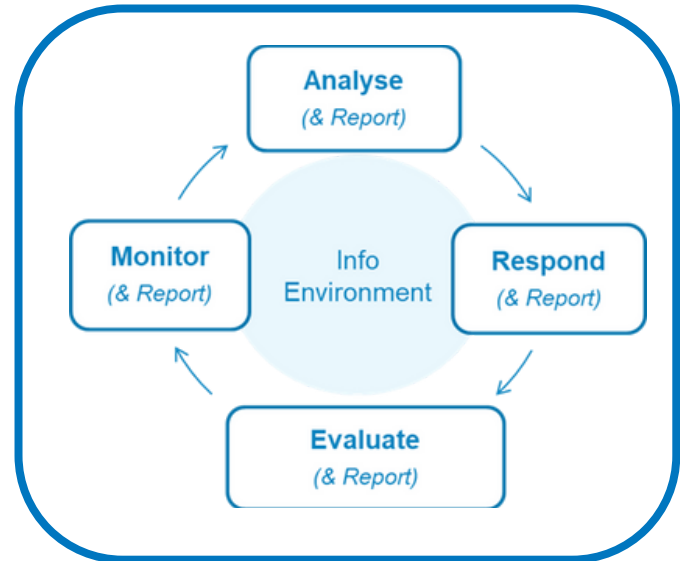 Analyse
(& Report)
Monitor
(& Report)
Info
Environment
Respond
(& Report)
Evaluate
(& Report)